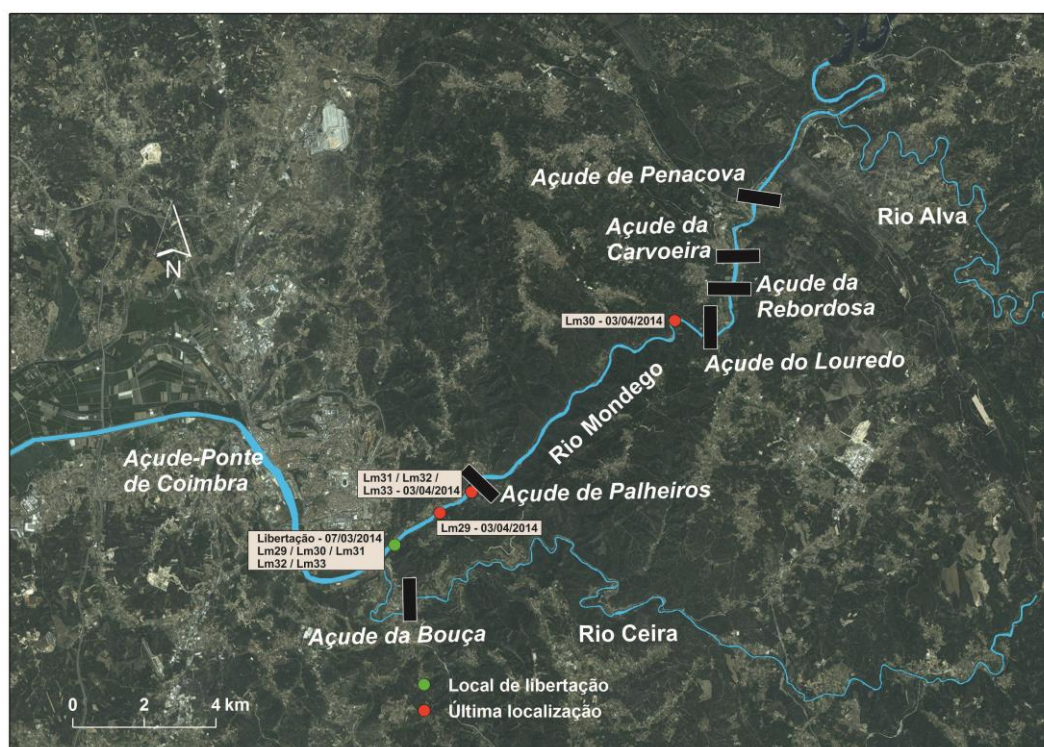 Açude de Penacova
Rio Alva
Açude da
Carvoeira
Açude da
Rebordosa
N
Lm30 - 03/04/2014
Açude do Louredo
Rio Mondego
Açude-Ponte
de Coimbra
Lm31 / Lm32 /
Lm33 - 03/04/2014
Açude de Palheiros
Lm29 - 03/04/2014
Libertação - 07/03/2014
Lm29 / Lm30 / Lm31
Lm32 / Lm33
Açude da Bouça
Rio Ceira
Local de libertação
Última localização
0 2 4 km